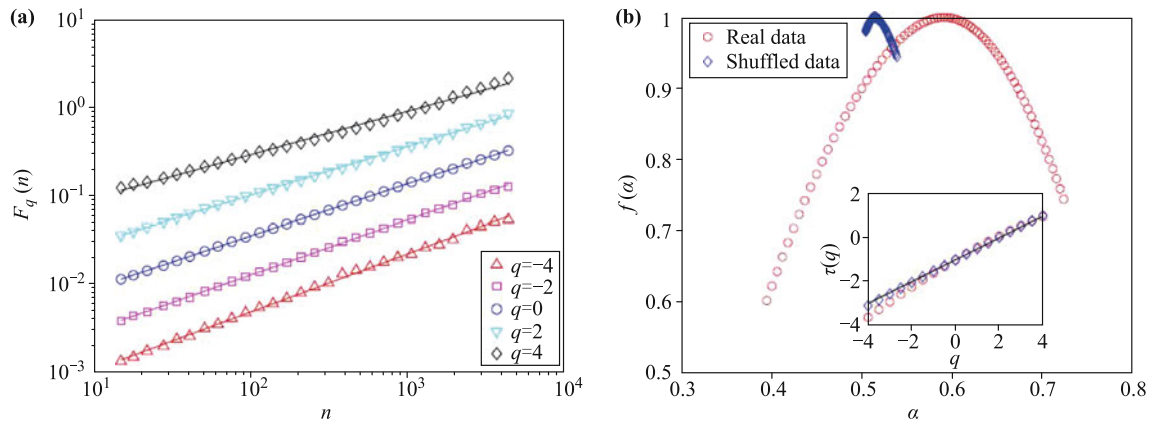 (a)
10^1
10^0
10^-1
10^-2
10^-3
F_q (n)
10^1
10^2
10^3
10^4
n
q=−4
q=−2
q=0
q=2
q=4
(b)
1
0.9
0.8
0.7
0.6
0.5
f (α)
0.3
0.4
0.5
0.6
0.7
0.8
α
Real data
Shuffled data
2
0
−2
−4
τ(q)
−4
−2
0
2
4
q